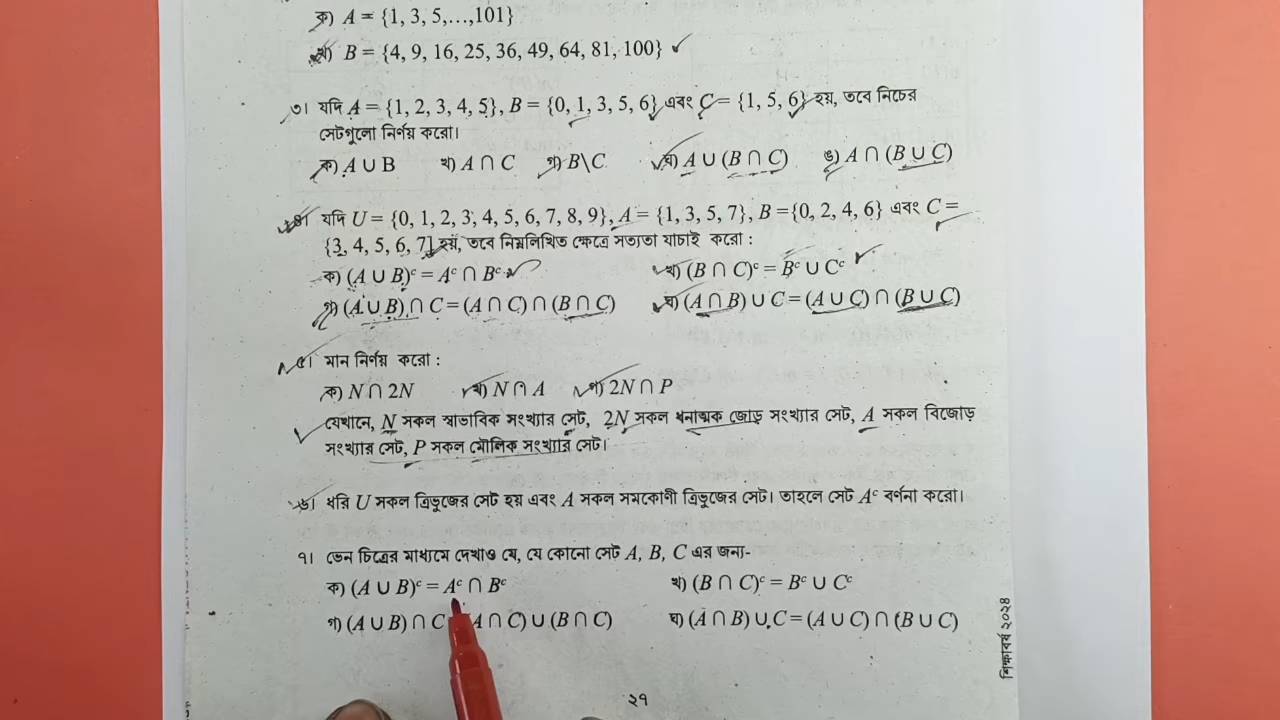 ক) A = {1, 3, 5,...,101}
খ) B = {4, 9, 16, 25, 36, 49, 64, 81, 100}
৩। যদি A = {1, 2, 3, 4, 5}, B = {0, 1, 3, 5, 6} এবং C = {1, 5, 6} হয়, তবে নিচের
সেটগুলো নির্ণয় করো।
ক) A ∪ B খ) A ∩ C গ) B\C ঘ) A ∪ (B ∩ C) ঙ) A ∩ (B ∪ C)
৪। যদি U = {0, 1, 2, 3, 4, 5, 6, 7, 8, 9}, A = {1, 3, 5, 7}, B ={0, 2, 4, 6} এবং C =
{3, 4, 5, 6, 7} হয়, তবে নিম্নলিখিত ক্ষেত্রে সত্যতা যাচাই করো :
ক) (A ∪ B)ᶜ = Aᶜ ∩ Bᶜ খ) (B ∩ C)ᶜ = Bᶜ ∪ Cᶜ
গ) (A ∪ B) ∩ C = (A ∩ C) ∩ (B ∩ C) ঘ) (A ∩ B) ∪ C = (A ∪ C) ∩ (B ∪ C)
৫। মান নির্ণয় করো :
ক) N ∩ 2N খ) N ∩ A গ) 2N ∩ P
যেখানে, N সকল স্বাভাবিক সংখ্যার সেট, 2N সকল ধনাত্মক জোড় সংখ্যার সেট, A সকল বিজোড়
সংখ্যার সেট, P সকল মৌলিক সংখ্যার সেট।
৬। ধরি U সকল ত্রিভুজের সেট হয় এবং A সকল সমকোণী ত্রিভুজের সেট। তাহলে সেট Aᶜ বর্ণনা করো।
৭। ভেন চিত্রের মাধ্যমে দেখাও যে, যে কোনো সেট A, B, C এর জন্য-
ক) (A ∪ B)ᶜ = Aᶜ ∩ Bᶜ খ) (B ∩ C)ᶜ = Bᶜ ∪ Cᶜ
গ) (A ∪ B) ∩ C A ∩ C) ∪ (B ∩ C) ঘ) (A ∩ B) ∪ C = (A ∪ C) ∩ (B ∪ C)
শিক্ষাবর্ষ ২০২৪
২৭